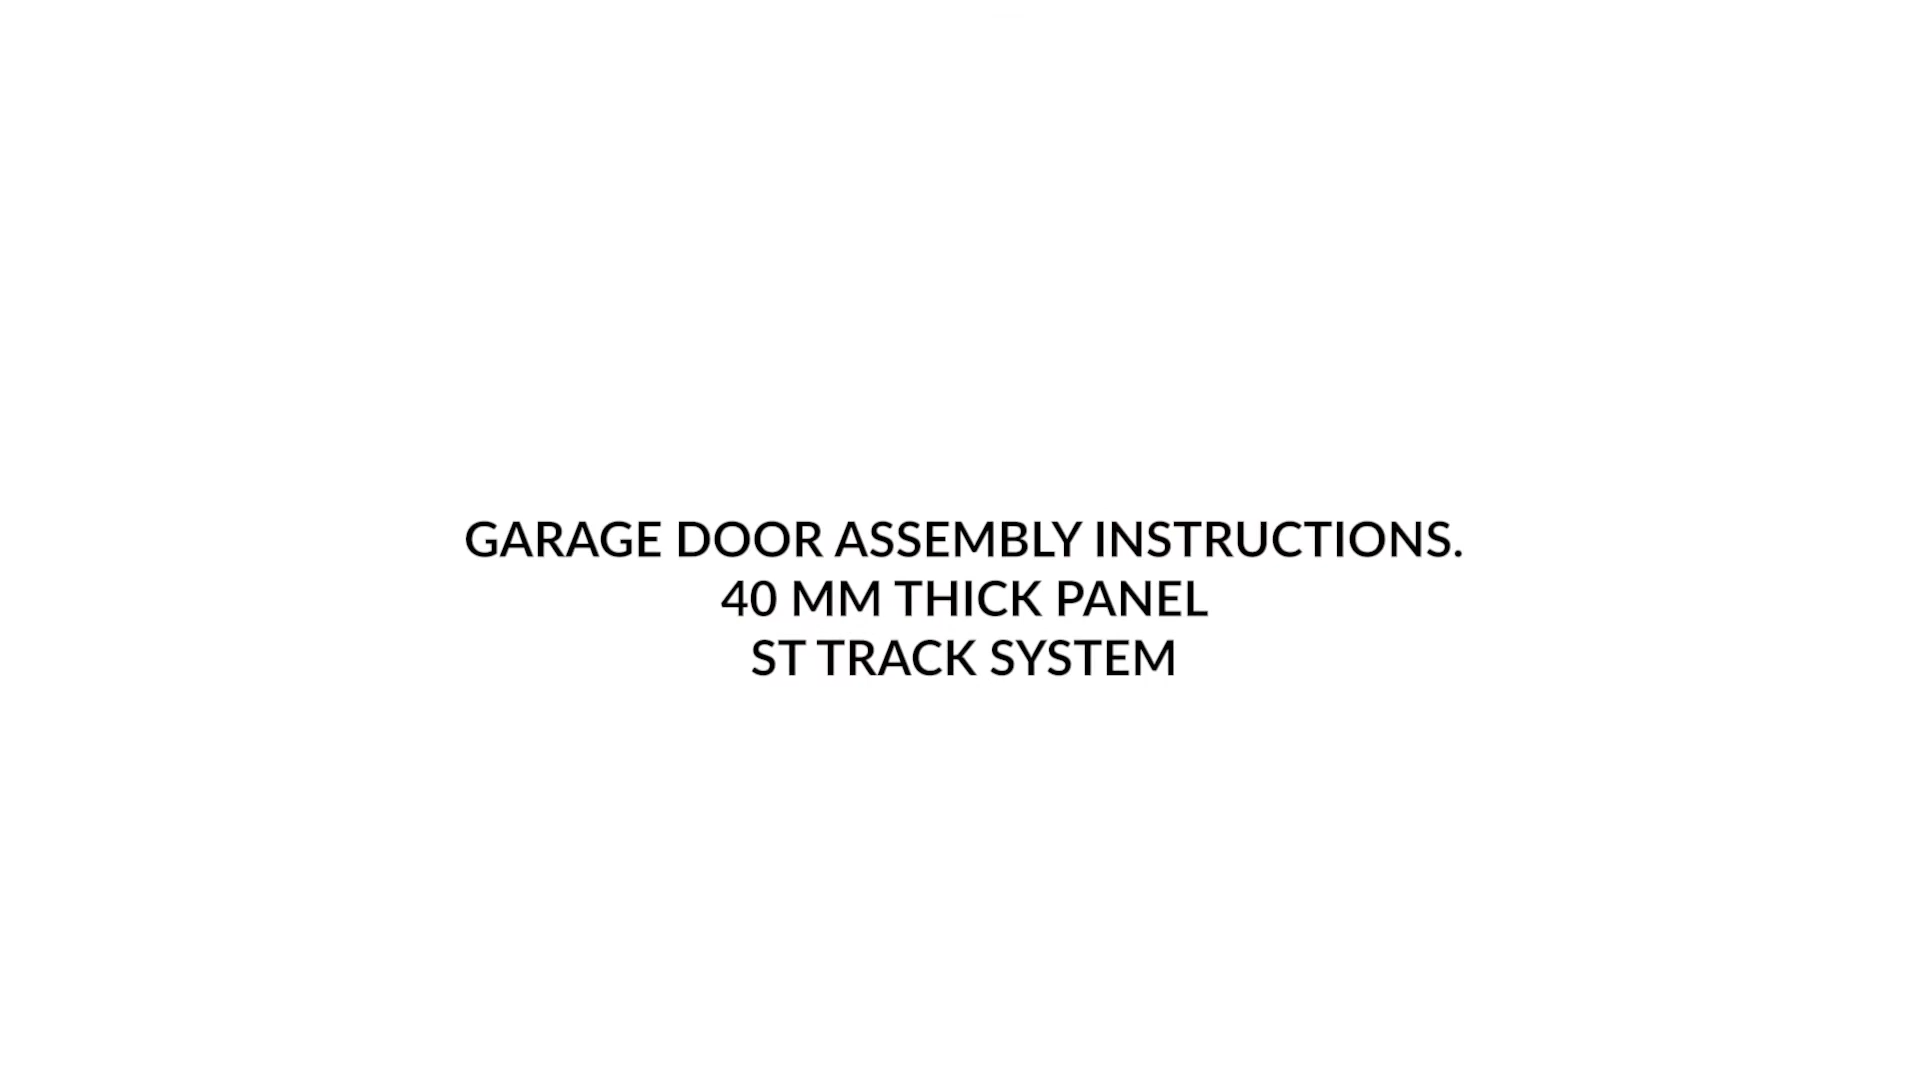 GARAGE DOOR ASSEMBLY INSTRUCTIONS.
40 MM THICK PANEL
ST TRACK SYSTEM